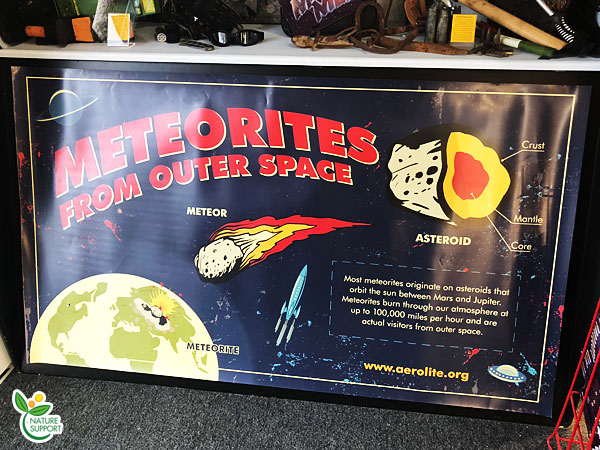 METEORITES
FROM OUTER SPACE
METEOR
Crust
Mantle
Core
ASTEROID
Most meteorites originate on asteroids that
orbit the sun between Mars and Jupiter.
Meteorites burn through our atmosphere at
up to 100,000 miles per hour and are
actual visitors from outer space.
METEORITE
www.aerolite.org
NATURE
SUPPORT